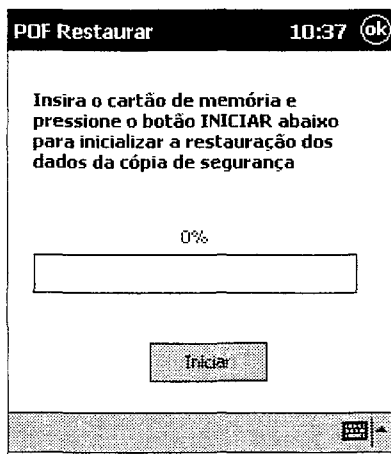 POF Restaurar 10:37 ok
Insira o cartão de memória e
pressione o botão INICIAR abaixo
para inicializar a restauração dos
dados da cópia de segurança
0%
Iniciar